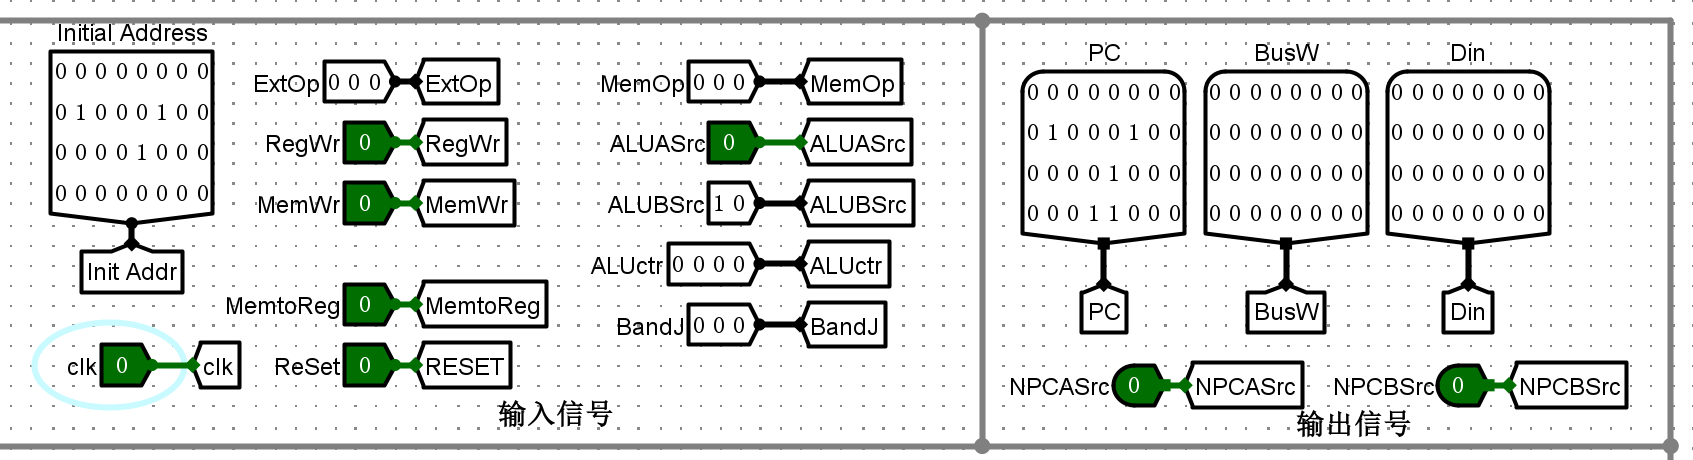 Initial Address
0 0 0 0 0 0 0 0
0 1 0 0 0 1 0 0
0 0 0 0 1 0 0 0
0 0 0 0 0 0 0 0
Init Addr
clk 0 clk
ExtOp 0 0 0 ExtOp
RegWr 0 RegWr
MemWr 0 MemWr
MemtoReg 0 MemtoReg
ReSet 0 RESET
MemOp 0 0 0 MemOp
ALUASrc 0 ALUASrc
ALUBSrc 1 0 ALUBSrc
ALUctr 0 0 0 0 ALUctr
BandJ 0 0 0 BandJ
输入信号
PC
0 0 0 0 0 0 0 0
0 1 0 0 0 1 0 0
0 0 0 0 1 0 0 0
0 0 0 1 1 0 0 0
PC
BusW
0 0 0 0 0 0 0 0
0 0 0 0 0 0 0 0
0 0 0 0 0 0 0 0
0 0 0 0 0 0 0 0
BusW
Din
0 0 0 0 0 0 0 0
0 0 0 0 0 0 0 0
0 0 0 0 0 0 0 0
0 0 0 0 0 0 0 0
Din
NPCASrc 0 NPCASrc
NPCBSrc 0 NPCBSrc
输出信号